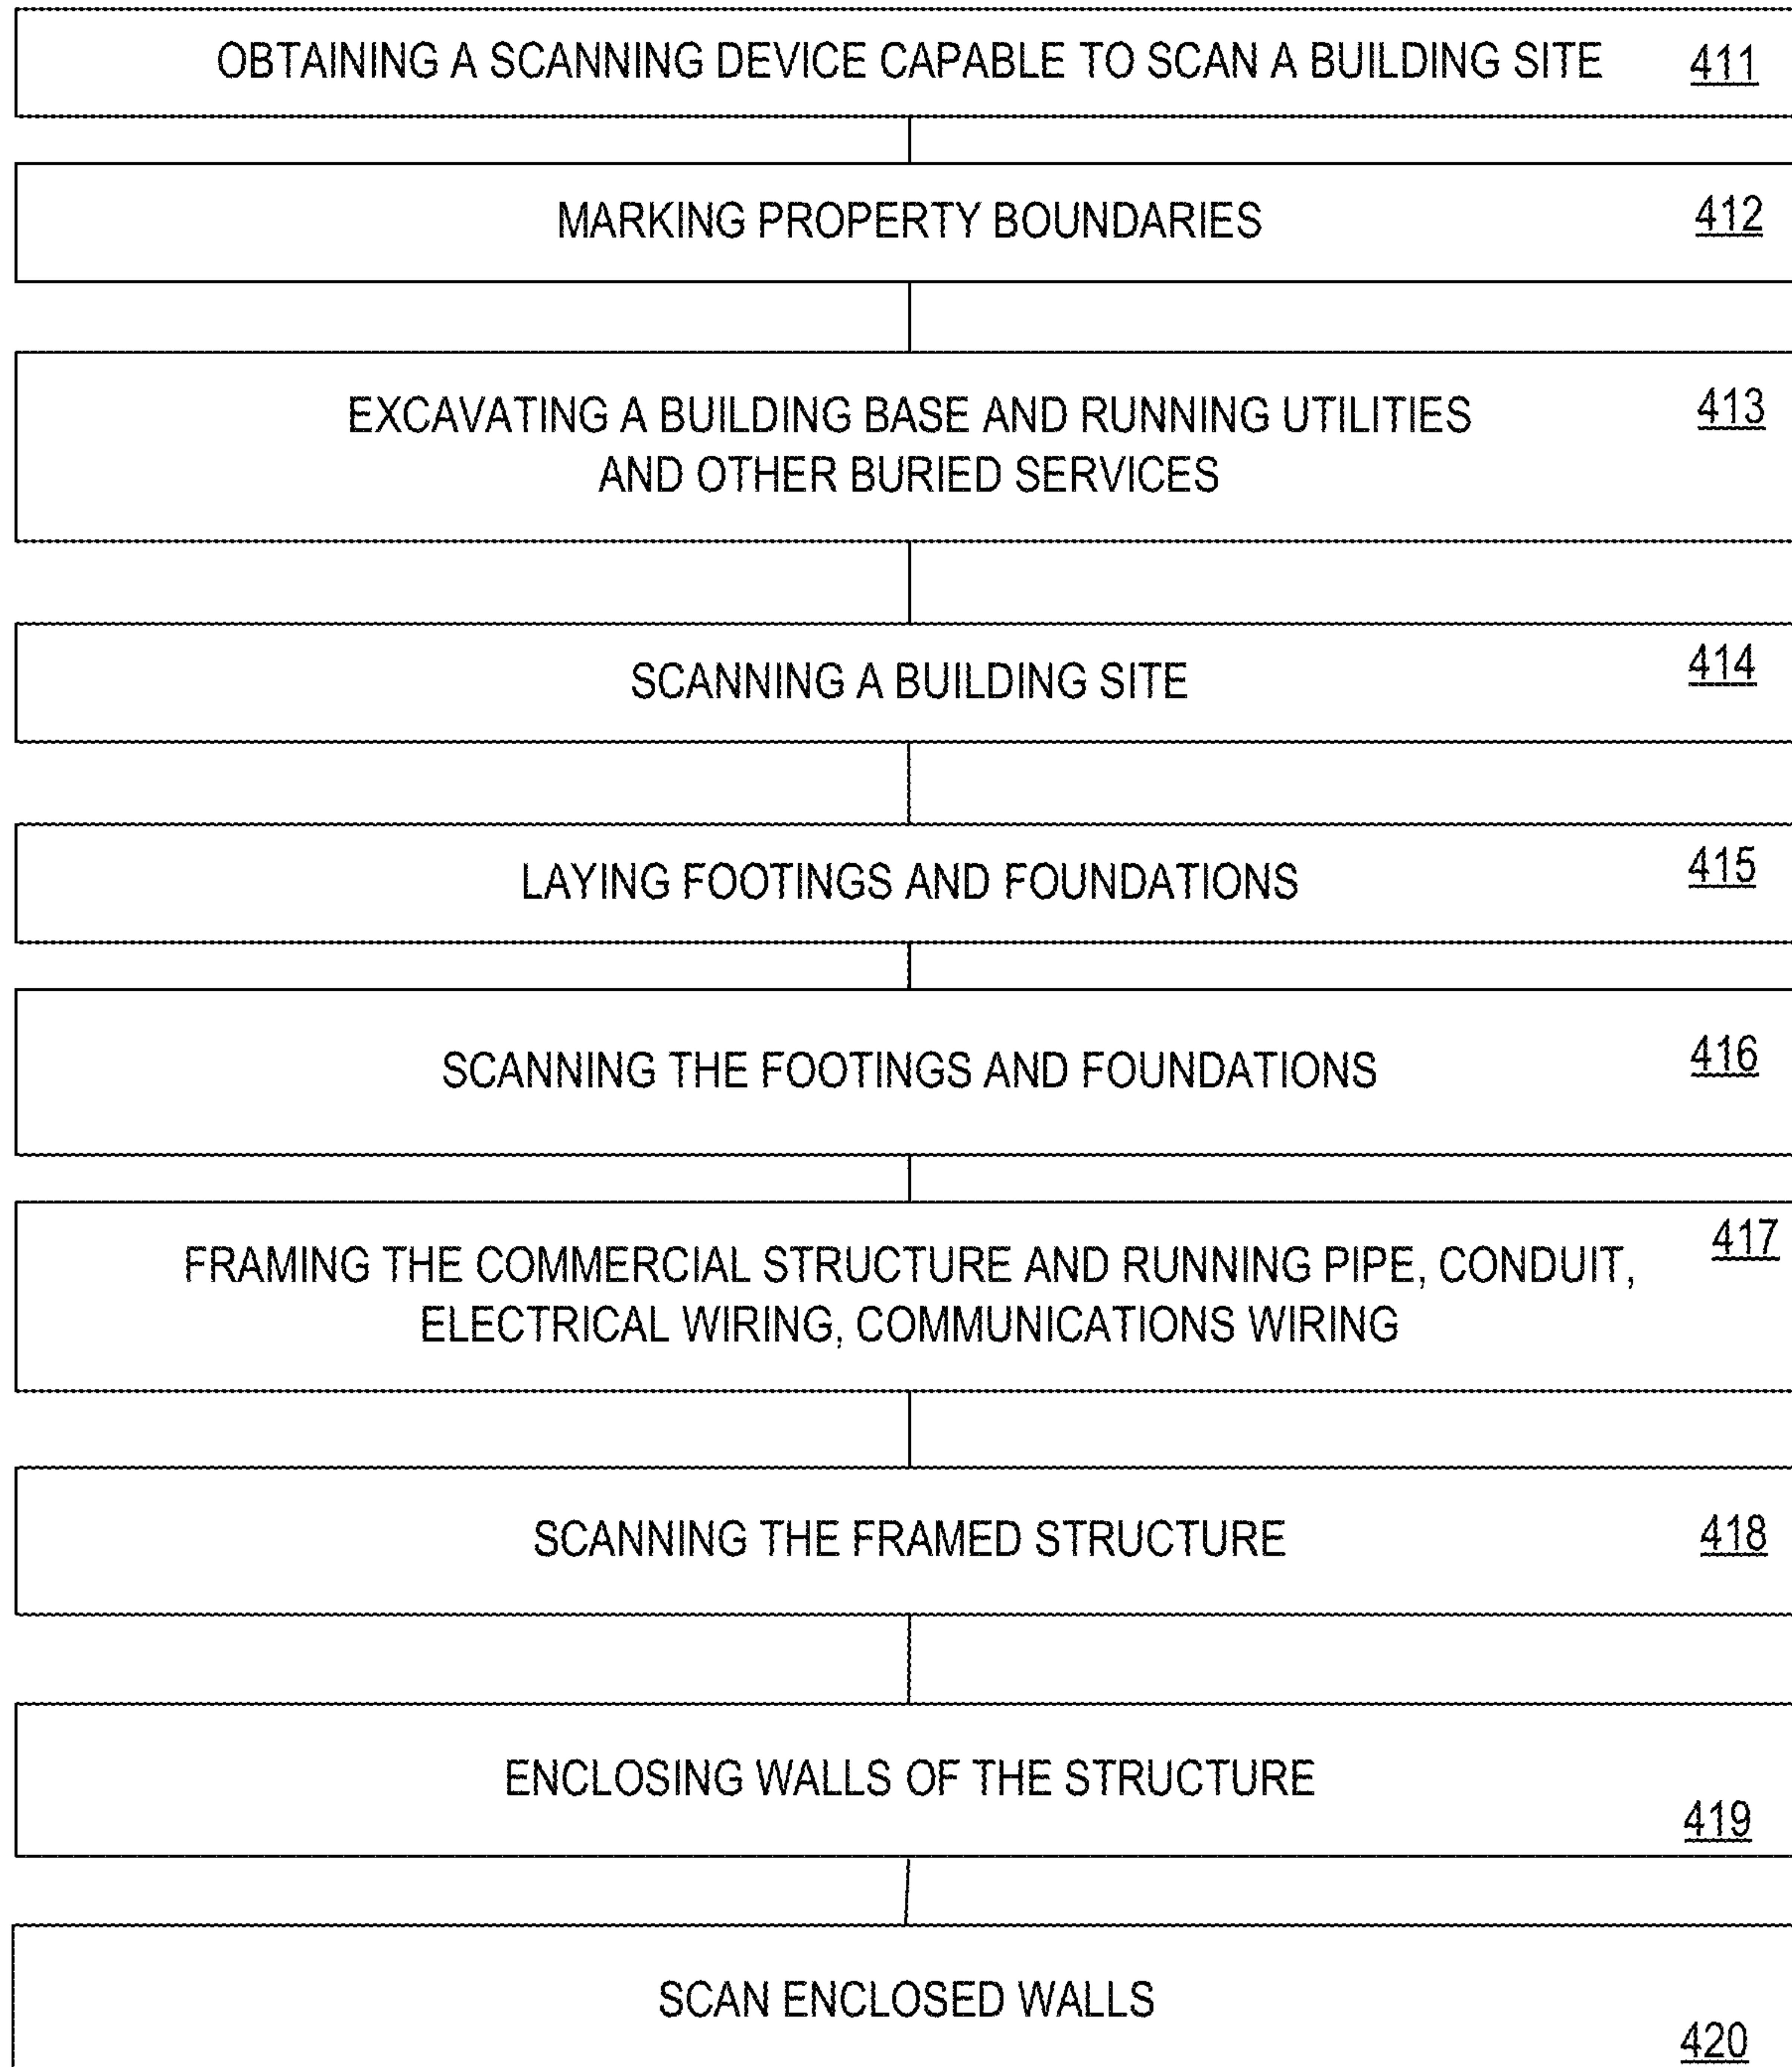 OBTAINING A SCANNING DEVICE CAPABLE TO SCAN A BUILDING SITE 411
MARKING PROPERTY BOUNDARIES 412
EXCAVATING A BUILDING BASE AND RUNNING UTILITIES 413
AND OTHER BURIED SERVICES
SCANNING A BUILDING SITE 414
LAYING FOOTINGS AND FOUNDATIONS 415
SCANNING THE FOOTINGS AND FOUNDATIONS 416
FRAMING THE COMMERCIAL STRUCTURE AND RUNNING PIPE, CONDUIT, 417
ELECTRICAL WIRING, COMMUNICATIONS WIRING
SCANNING THE FRAMED STRUCTURE 418
ENCLOSING WALLS OF THE STRUCTURE
419
SCAN ENCLOSED WALLS
420